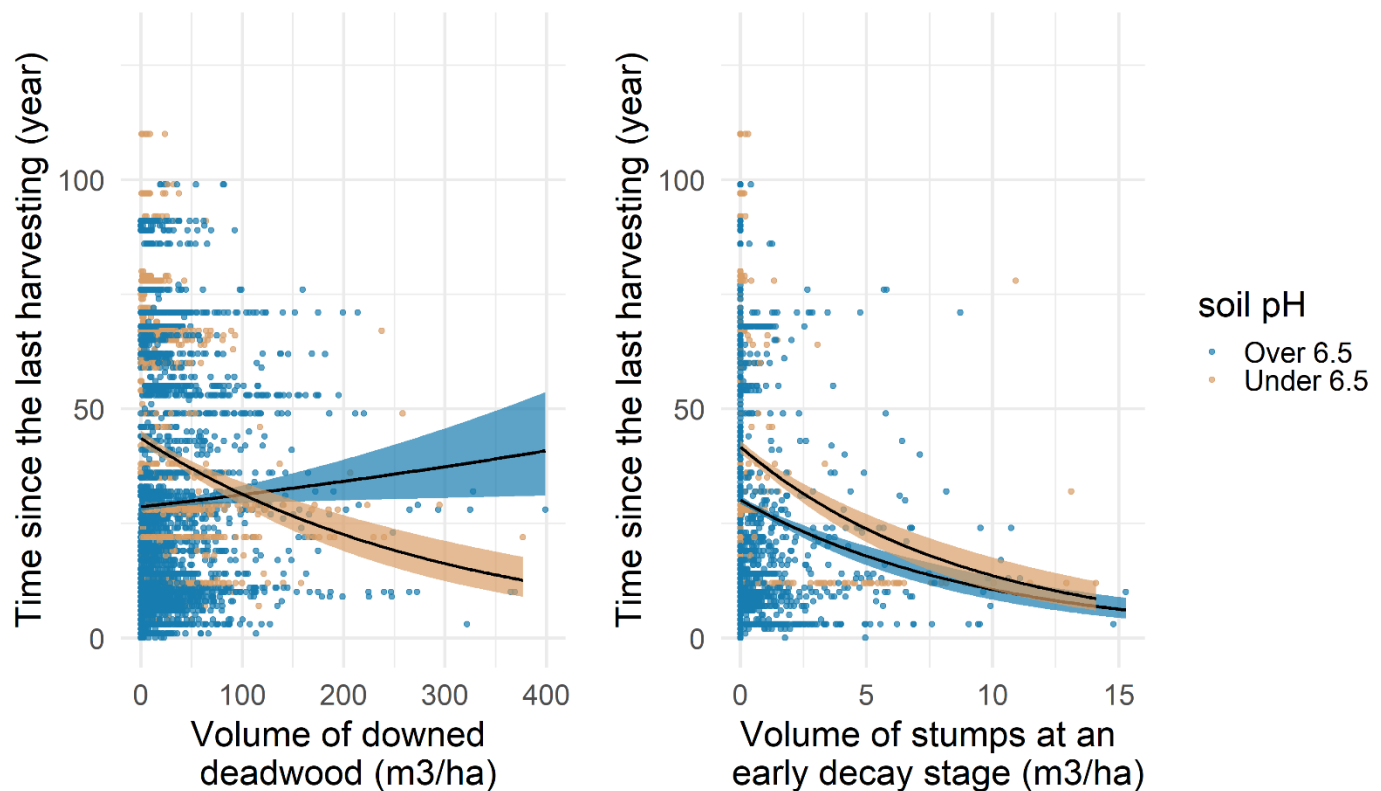 Time since the last harvesting (year)
100
50
0
0 100 200 300 400
Volume of downed
deadwood (m3/ha)
Time since the last harvesting (year)
100
50
0
0 5 10 15
Volume of stumps at an
early decay stage (m3/ha)
soil pH
Over 6.5
Under 6.5